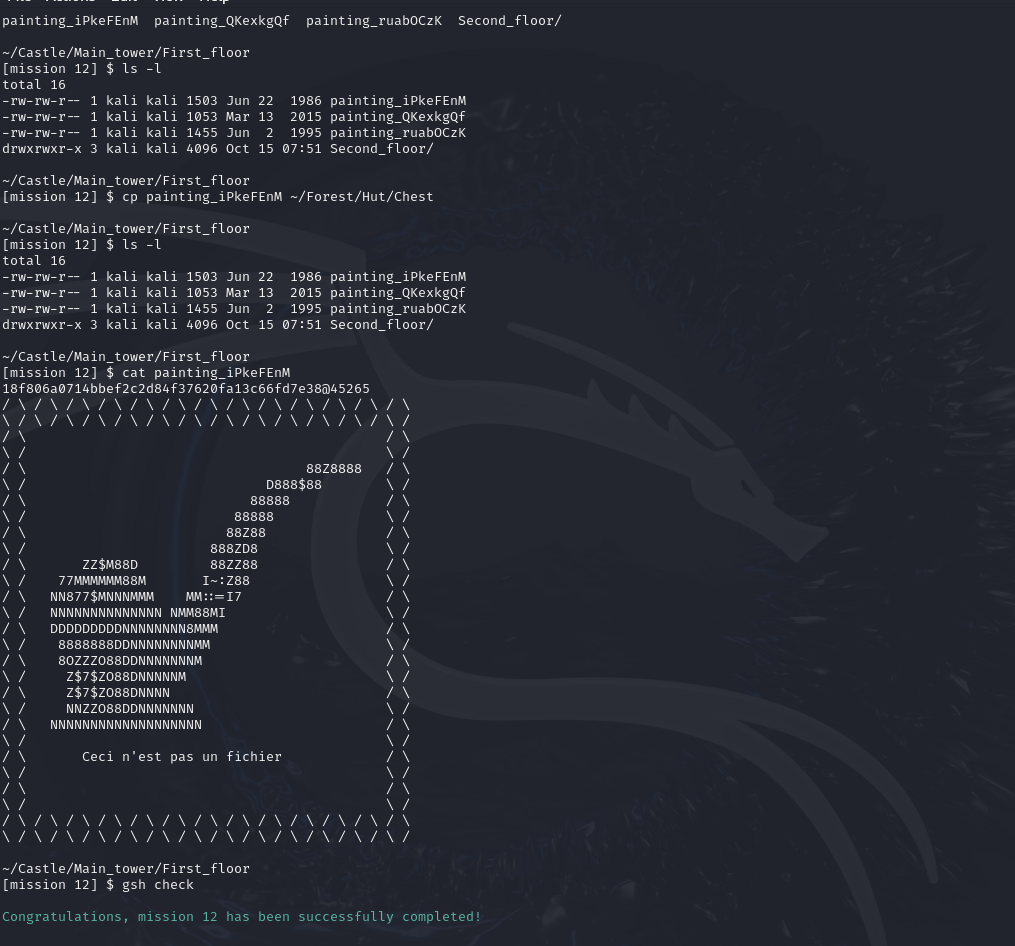 painting_iPkeFEnM  painting_QKexkgQf  painting_ruabOCzK  Second_floor/
~/Castle/Main_tower/First_floor
[mission 12] $ ls -l
total 16
-rw-rw-r-- 1 kali kali 1503 Jun 22  1986 painting_iPkeFEnM
-rw-rw-r-- 1 kali kali 1053 Mar 13  2015 painting_QKexkgQf
-rw-rw-r-- 1 kali kali 1455 Jun  2  1995 painting_ruabOCzK
drwxrwxr-x 3 kali kali 4096 Oct 15 07:51 Second_floor/
~/Castle/Main_tower/First_floor
[mission 12] $ cp painting_iPkeFEnM ~/Forest/Hut/Chest
~/Castle/Main_tower/First_floor
[mission 12] $ ls -l
total 16
-rw-rw-r-- 1 kali kali 1503 Jun 22  1986 painting_iPkeFEnM
-rw-rw-r-- 1 kali kali 1053 Mar 13  2015 painting_QKexkgQf
-rw-rw-r-- 1 kali kali 1455 Jun  2  1995 painting_ruabOCzK
drwxrwxr-x 3 kali kali 4096 Oct 15 07:51 Second_floor/
~/Castle/Main_tower/First_floor
[mission 12] $ cat painting_iPkeFEnM
18f806a0714bbef2c2d84f37620fa13c66fd7e38@45265
/ \ / \ / \ / \ / \ / \ / \ / \ / \ / \ / \ / \ / \
\ / \ / \ / \ / \ / \ / \ / \ / \ / \ / \ / \ / \ /
/ \                                             / \
\ /                                             \ /
/ \                                   88Z8888   / \
\ /                              D888$88        \ /
/ \                            88888            / \
\ /                          88888              \ /
/ \                         88Z88               / \
\ /                       888ZD8                \ /
/ \       ZZ$M88D         88ZZ88                / \
\ /    77MMMMMM88M       I~:Z88                 \ /
/ \   NN877$MNNNMMM    MM::=I7                  / \
\ /   NNNNNNNNNNNNNN NMM88MI                    \ /
/ \   DDDDDDDDDNNNNNNNN8MMM                     / \
\ /    8888888DDNNNNNNNNMM                      \ /
/ \    8OZZZO88DDNNNNNNNM                       / \
\ /     Z$7$ZO88DNNNNNM                         \ /
/ \     Z$7$ZO88DNNNN                           / \
\ /     NNZZO88DDNNNNNNN                        \ /
/ \   NNNNNNNNNNNNNNNNNNN                       / \
\ /                                             \ /
/ \       Ceci n'est pas un fichier             / \
\ /                                             \ /
/ \                                             / \
\ /                                             \ /
/ \ / \ / \ / \ / \ / \ / \ / \ / \ / \ / \ / \ / \
\ / \ / \ / \ / \ / \ / \ / \ / \ / \ / \ / \ / \ /
~/Castle/Main_tower/First_floor
[mission 12] $ gsh check
Congratulations, mission 12 has been successfully completed!